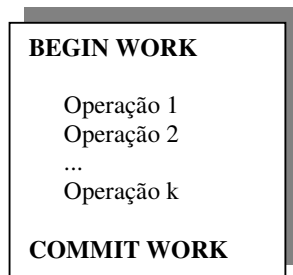 BEGIN WORK
Operação 1
Operação 2
...
Operação k
COMMIT WORK